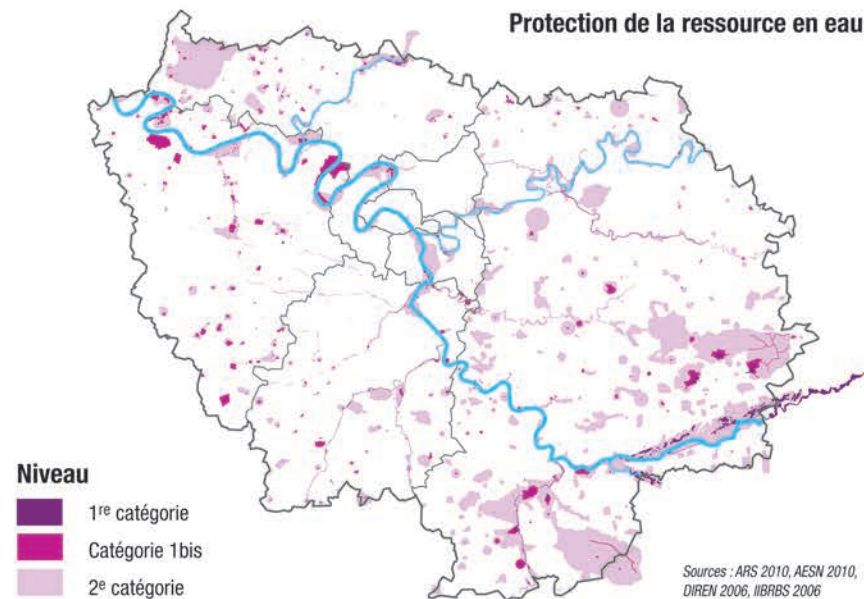 Protection de la ressource en eau
Niveau
1re catégorie
Catégorie 1bis
2e catégorie
Sources : ARS 2010, AESN 2010,
DIREN 2006, IIBRBS 2006